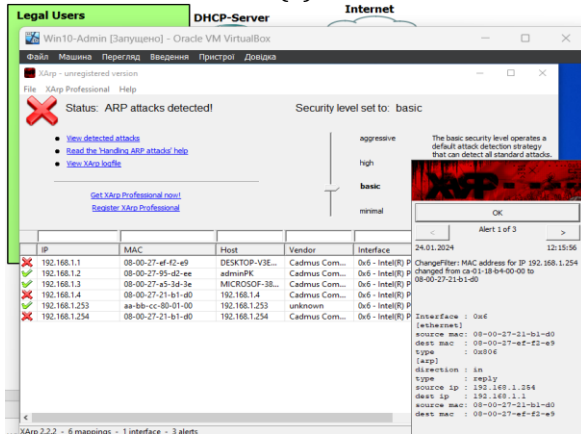 Legal Users
DHCP-Server
Internet
Win10-Admin [Запущено] - Oracle VM VirtualBox
Файл Машина Перегляд Введення Пристрої Довідка
XArp - unregistered version
File XArp Professional Help
Status: ARP attacks detected!
Security level set to: basic
View detected attacks
Read the 'Handling ARP attacks' help
View XArp logfile
Get XArp Professional now!
Register XArp Professional
aggressive
high
basic
minimal
The basic security level operates a
default attack detection strategy
that can detect all standard attacks.
IP MAC Host Vendor Interface
192.168.1.1 08-00-27-ef-f2-e9 DESKTOP-V3E... Cadmus Com... 0x6 - Intel(R) P
192.168.1.2 08-00-27-95-d2-ee adminPK Cadmus Com... 0x6 - Intel(R) P
192.168.1.3 08-00-27-a5-3d-3e MICROSOF-38... Cadmus Com... 0x6 - Intel(R) P
192.168.1.4 08-00-27-21-b1-d0 192.168.1.4 Cadmus Com... 0x6 - Intel(R) P
192.168.1.253 aa-bb-cc-80-01-00 192.168.1.253 unknown 0x6 - Intel(R) P
192.168.1.254 08-00-27-21-b1-d0 192.168.1.254 Cadmus Com... 0x6 - Intel(R) P
XArp 2.2.2 - 6 mappings - 1 interface - 3 alerts
XArp
OK
< Alert 1 of 3 >
24.01.2024 12:15:56
ChangeFilter: MAC address for IP 192.168.1.254
changed from ca-01-18-b4-00-00 to
08-00-27-21-b1-d0
Interface : 0x6
[ethernet]
source mac: 08-00-27-21-b1-d0
dest mac : 08-00-27-ef-f2-e9
type : 0x806
[arp]
direction : in
type : reply
source ip : 192.168.1.254
dest ip : 192.168.1.1
source mac: 08-00-27-21-b1-d0
dest mac : 08-00-27-ef-f2-e9